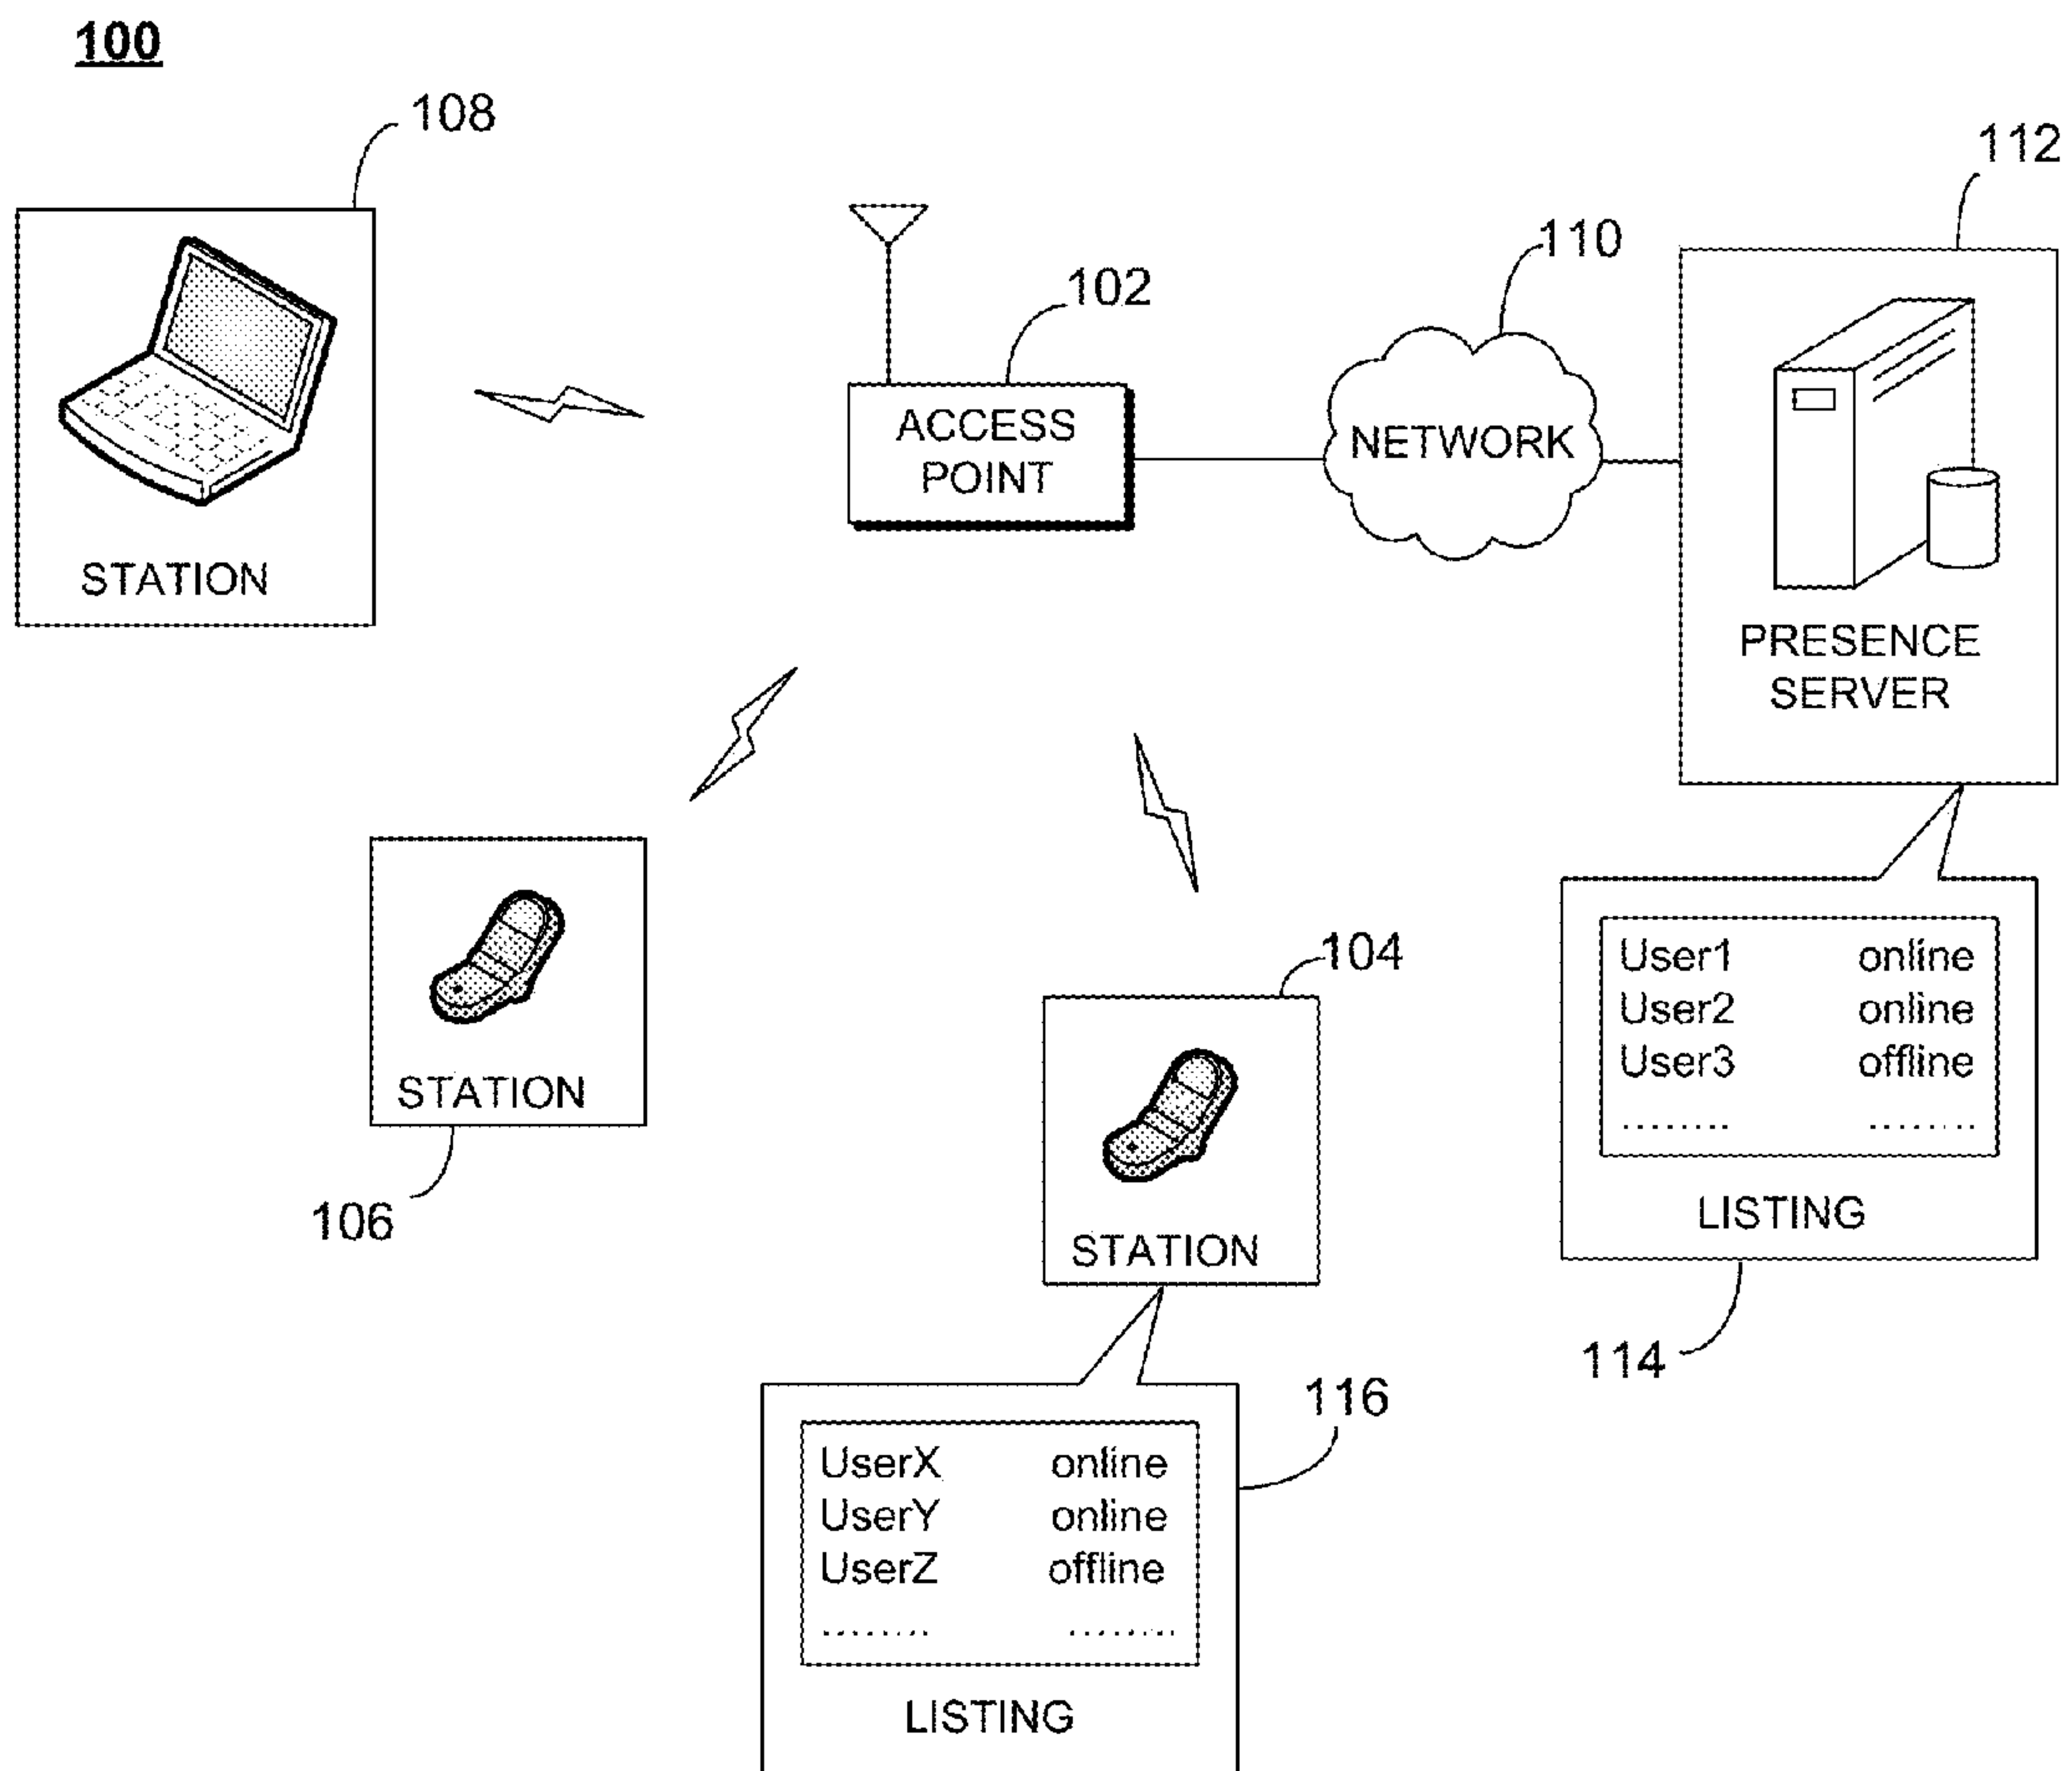 100
108
112
110
102
ACCESS
POINT
NETWORK
STATION
PRESENCE
SERVER
104
User1 online
User2 online
User3 offline
........ ........
LISTING
114
STATION
106
STATION
116
UserX online
UserY online
UserZ offline
........ ........
LISTING